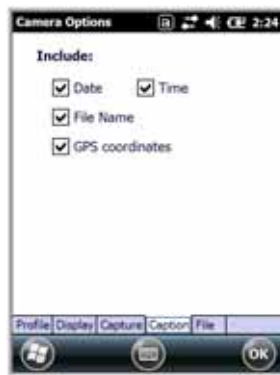 Camera Options 2:24
Include:
Date Time
File Name
GPS coordinates
Profile Display Capture Caption File
OK